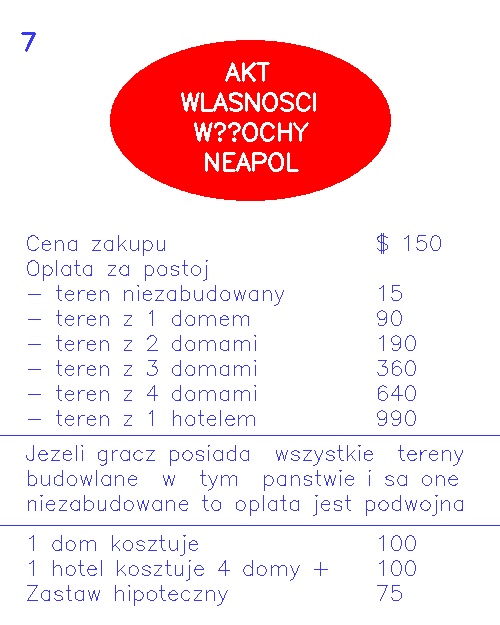 7
AKT
WLASNOSCI
W??OCHY
NEAPOL
Cena zakupu $ 150
Oplata za postoj
- teren niezabudowany 15
- teren z 1 domem 90
- teren z 2 domami 190
- teren z 3 domami 360
- teren z 4 domami 640
- teren z 1 hotelem 990
Jezeli gracz posiada wszystkie tereny
budowlane w tym panstwie i sa one
niezabudowane to oplata jest podwojna
1 dom kosztuje 100
1 hotel kosztuje 4 domy + 100
Zastaw hipoteczny 75